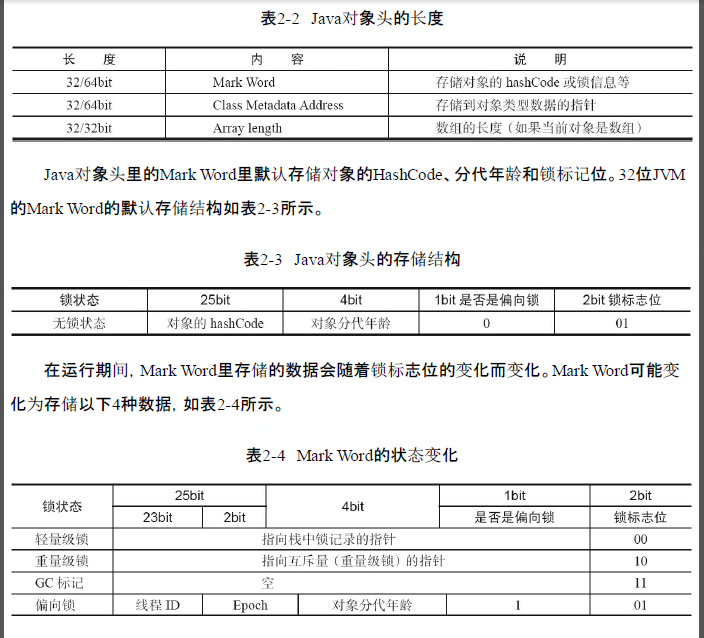 表2-2 Java对象头的长度
长 度 内 容 说 明
32/64bit Mark Word 存储对象的 hashCode 或锁信息等
32/64bit Class Metadata Address 存储到对象类型数据的指针
32/32bit Array length 数组的长度（如果当前对象是数组）
Java对象头里的Mark Word里默认存储对象的HashCode、分代年龄和锁标记位。32位JVM
的Mark Word的默认存储结构如表2-3所示。
表2-3 Java对象头的存储结构
锁状态 25bit 4bit 1bit 是否是偏向锁 2bit 锁标志位
无锁状态 对象的 hashCode 对象分代年龄 0 01
在运行期间，Mark Word里存储的数据会随着锁标志位的变化而变化。Mark Word可能变
化为存储以下4种数据，如表2-4所示。
表2-4 Mark Word的状态变化
锁状态 25bit 4bit 1bit 2bit
23bit 2bit 是否是偏向锁 锁标志位
轻量级锁 指向栈中锁记录的指针 00
重量级锁 指向互斥量（重量级锁）的指针 10
GC 标记 空 11
偏向锁 线程 ID Epoch 对象分代年龄 1 01